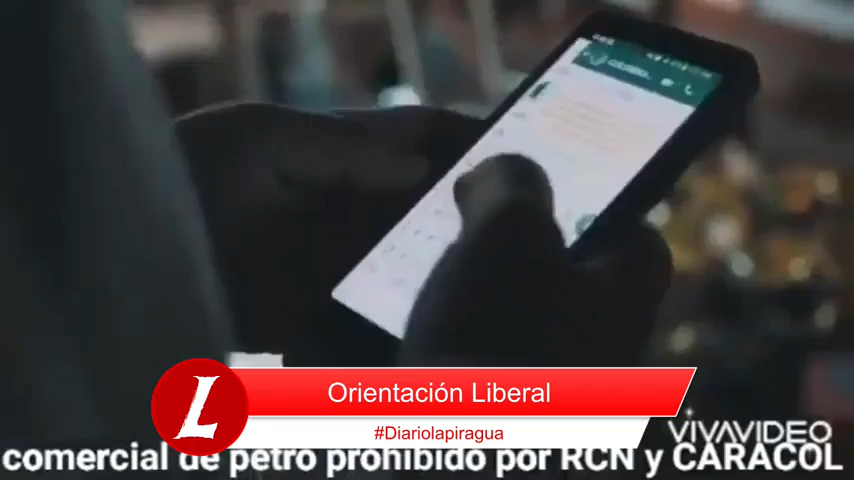 L
Orientación Liberal
#Diariolapiragua
VIVAVIDEO
comercial de petro prohibido por RCN y CARACOL